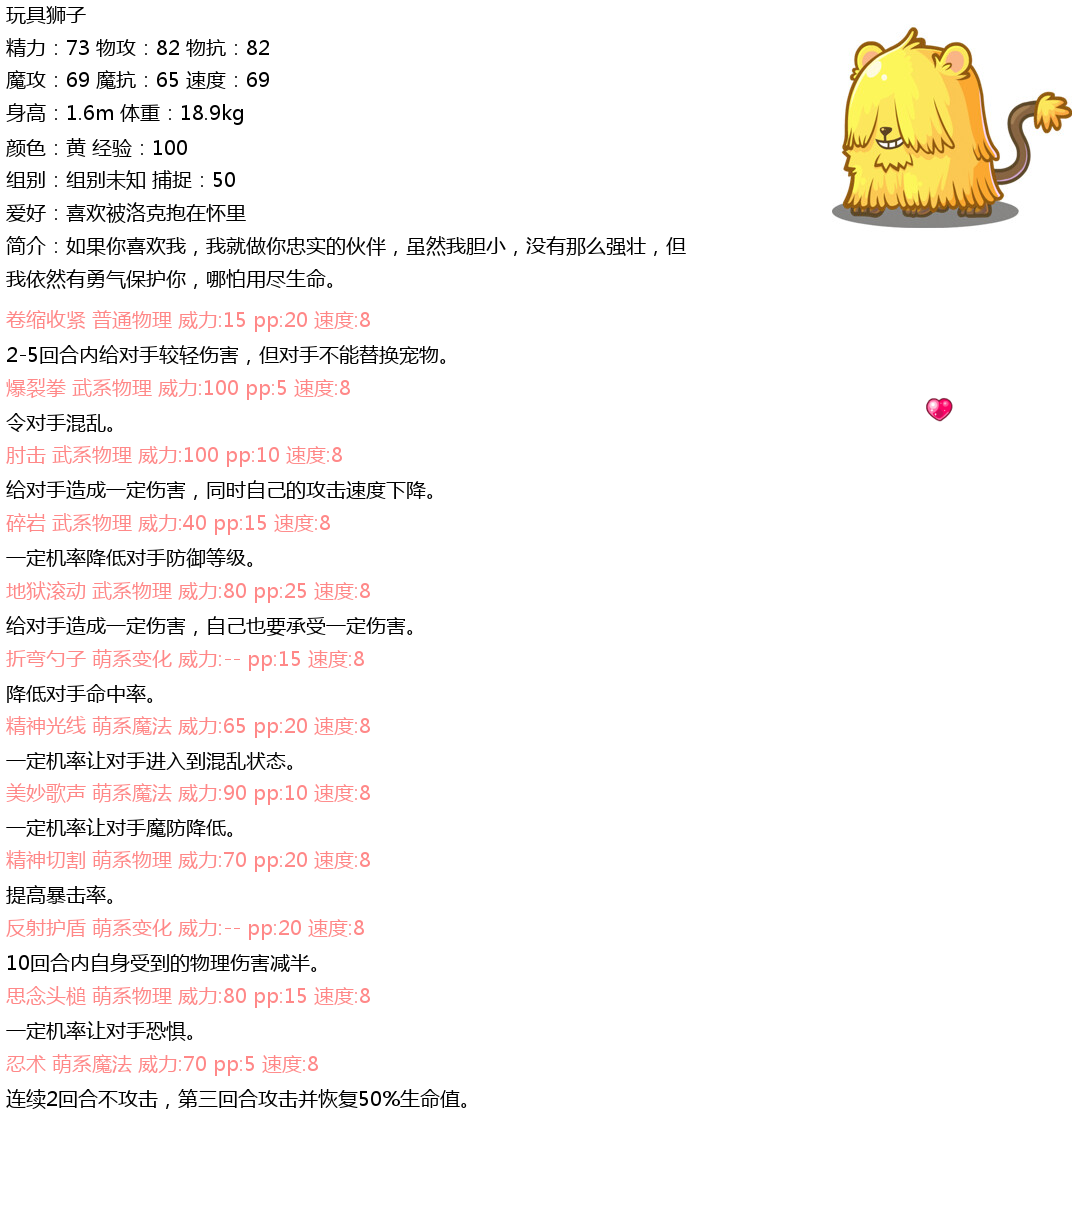 玩具狮子
精力：73 物攻：82 物抗：82
魔攻：69 魔抗：65 速度：69
身高：1.6m 体重：18.9kg
颜色：黄 经验：100
组别：组别未知 捕捉：50
爱好：喜欢被洛克抱在怀里
简介：如果你喜欢我，我就做你忠实的伙伴，虽然我胆小，没有那么强壮，但
我依然有勇气保护你，哪怕用尽生命。
卷缩收紧 普通物理 威力:15 pp:20 速度:8
2-5回合内给对手较轻伤害，但对手不能替换宠物。
爆裂拳 武系物理 威力:100 pp:5 速度:8
令对手混乱。
肘击 武系物理 威力:100 pp:10 速度:8
给对手造成一定伤害，同时自己的攻击速度下降。
碎岩 武系物理 威力:40 pp:15 速度:8
一定机率降低对手防御等级。
地狱滚动 武系物理 威力:80 pp:25 速度:8
给对手造成一定伤害，自己也要承受一定伤害。
折弯勺子 萌系变化 威力:-- pp:15 速度:8
降低对手命中率。
精神光线 萌系魔法 威力:65 pp:20 速度:8
一定机率让对手进入到混乱状态。
美妙歌声 萌系魔法 威力:90 pp:10 速度:8
一定机率让对手魔防降低。
精神切割 萌系物理 威力:70 pp:20 速度:8
提高暴击率。
反射护盾 萌系变化 威力:-- pp:20 速度:8
10回合内自身受到的物理伤害减半。
思念头槌 萌系物理 威力:80 pp:15 速度:8
一定机率让对手恐惧。
忍术 萌系魔法 威力:70 pp:5 速度:8
连续2回合不攻击，第三回合攻击并恢复50%生命值。